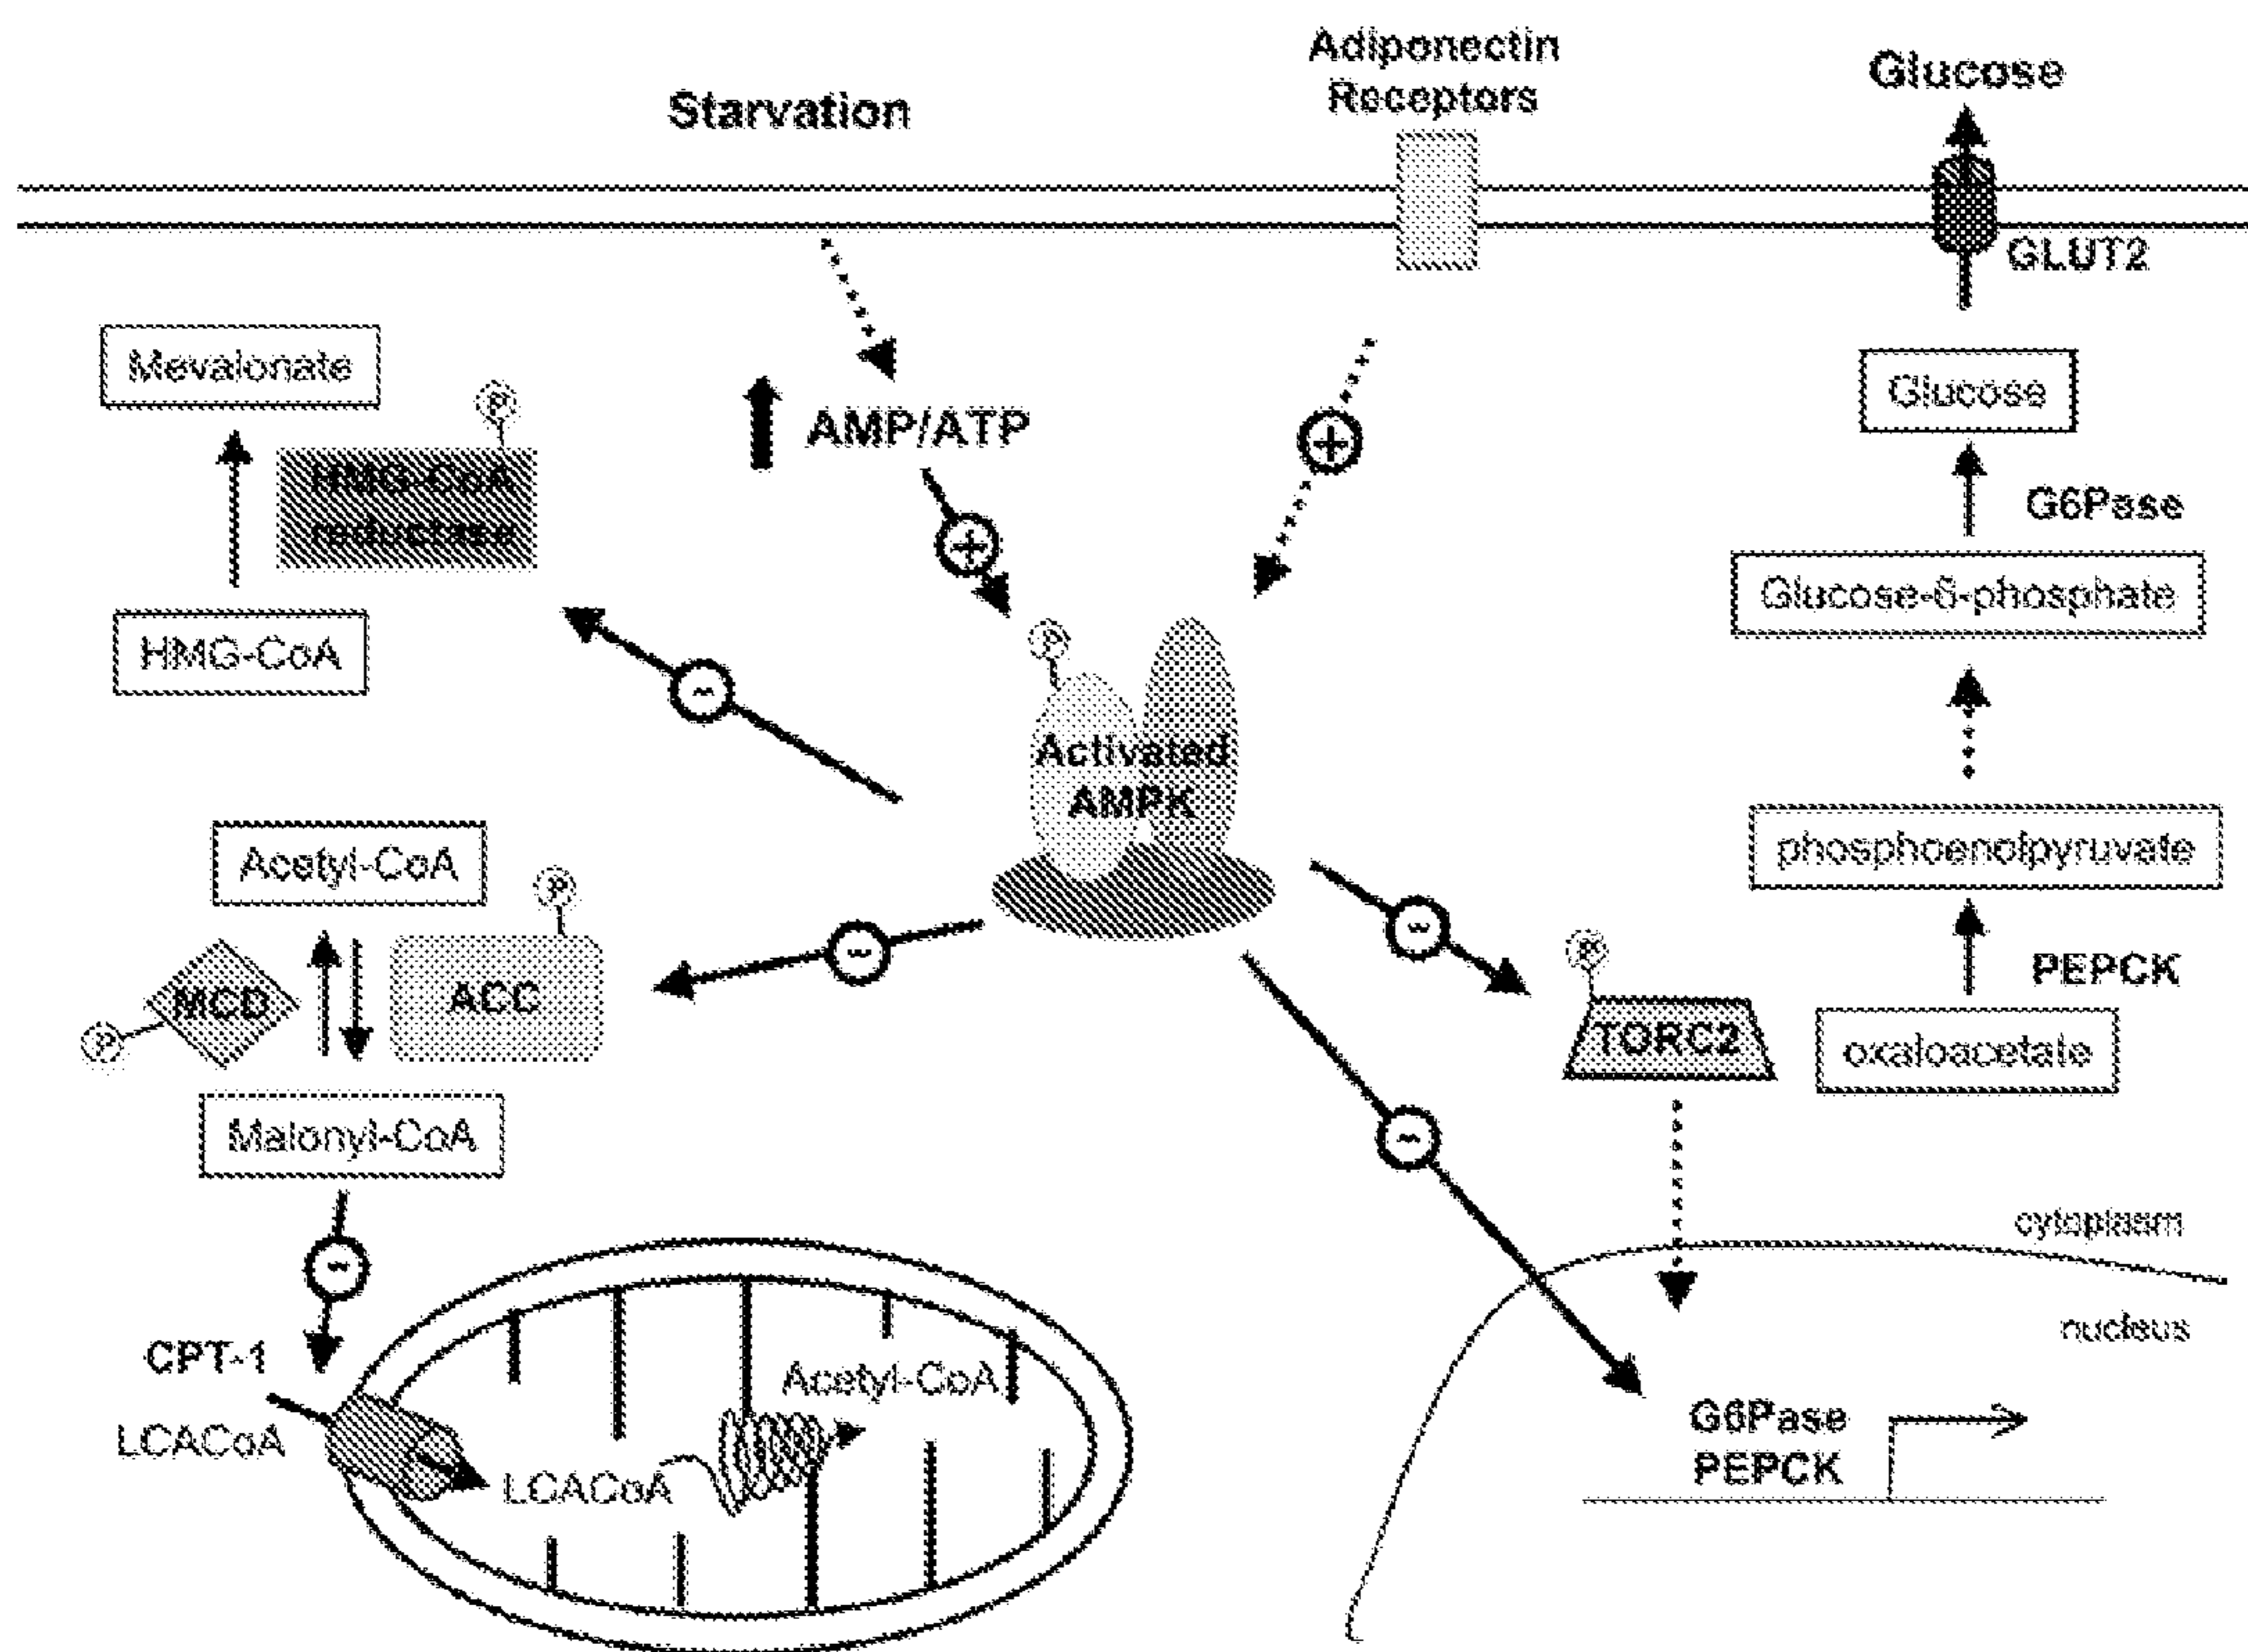 Adiponectin
Receptors
Glucose
Starvation
GLUT2
Mevalonate
P
Glucose
AMP/ATP
+
HMG-CoA
reductase
G6Pase
+
Glucose-6-phosphate
HMG-CoA
P
-
Activated
AMPK
Acetyl-CoA
phosphoenolpyruvate
P
-
-
P
PEPCK
MCD
ACC
TORC2
P
oxaloacetate
Malonyl-CoA
-
cytoplasm
-
nucleus
CPT-1
Acetyl-CoA
G6Pase
LCACoA
PEPCK
LCACoA